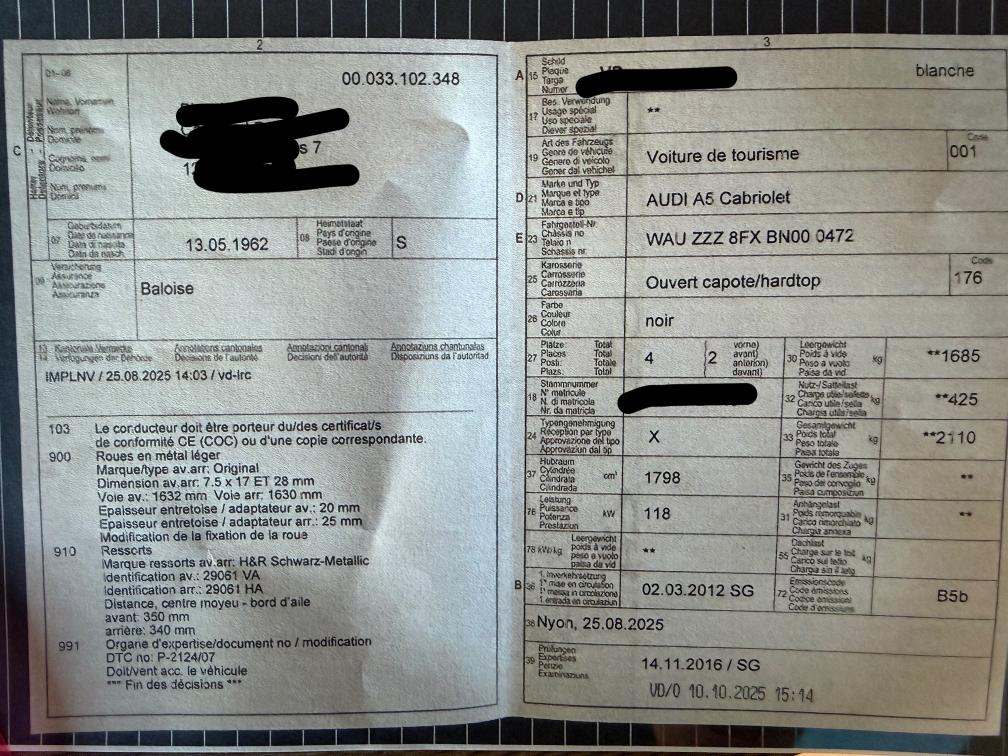 2
01-06
00.033.102.348
Name, Vornamen
Wohnort
Nom, prénoms
Domicile
C
Cognome, nomi
Domicilio
Num, prenums
Domicil
s 7
07
Geburtsdatum
Date de naissance
Data di nascita
Data da nasch.
13.05.1962
08
Heimatstaat
Pays d'origine
Paese d'origine
Stadi d'origin
S
09
Versicherung
Assurance
Assicurazione
Assicuranza
Baloise
13 Kantonale Vermerke
14 Verfügungen der Behörde
Annotations cantonales
Décisions de l'autorité
Annotazioni cantonali
Decisioni dell'autorità
Annotaziuns chantunalas
Disposiziuns da l'autoritad
IMPLNV / 25.08.2025 14:03 / vd-lrc
103 Le conducteur doit être porteur du/des certificat/s
de conformité CE (COC) ou d'une copie correspondante.
900 Roues en métal léger
Marque/type av.arr: Original
Dimension av.arr: 7.5 x 17 ET 28 mm
Voie av.: 1632 mm Voie arr: 1630 mm
Epaisseur entretoise / adaptateur av.: 20 mm
Epaisseur entretoise / adaptateur arr.: 25 mm
Modification de la fixation de la roue
910 Ressorts
Marque ressorts av.arr: H&R Schwarz-Metallic
Identification av.: 29061 VA
Identification arr.: 29061 HA
Distance, centre moyeu - bord d'aile
avant: 350 mm
arrière: 340 mm
991 Organe d'expertise/document no / modification
DTC no: P-2124/07
Doit/vent acc. le véhicule
*** Fin des décisions ***
3
A 15
Schild
Plaque
Targa
Numer
blanche
17
Bes. Verwendung
Usage spécial
Uso speciale
Diever spezial
**
19
Art des Fahrzeugs
Genre de véhicule
Genere di veicolo
Gener dal vehichel
Voiture de tourisme
Code
001
D 21
Marke und Typ
Marque et type
Marca e tipo
Marca e tip
AUDI A5 Cabriolet
E 23
Fahrgestell-Nr.
Châssis no
Telaio n
Schassis nr.
WAU ZZZ 8FX BN00 0472
25
Karosserie
Carrosserie
Carrozzeria
Carossaria
Ouvert capote/hardtop
Code
176
26
Farbe
Couleur
Colore
Colur
noir
27
Plätze: Total
Places Total
Posti: Totale
Plazs. Total
4
2
vorne)
avant)
anteriori)
davant)
30
Leergewicht
Poids à vide
Peso a vuoto
Paisa da vid
kg
**1685
18
Stammnummer
N° matricule
N. di matricola
Nr. da matricla
32
Nutz-/Sattellast
Charge utile/sellette
Carico utile/sella
Chargia utila/sella
kg
**425
24
Typengenehmigung
Réception par type
Approvazione del tipo
Approvaziun dal tip
X
33
Gesamtgewicht
Poids total
Peso totale
Paisa totala
kg
**2110
37
Hubraum
Cylindrée
Cilindrata
Cilindrada
cm³
1798
35
Gewicht des Zuges
Poids de l'ensemble
Peso del convoglio
Paisa cumposiziun
kg
**
76
Leistung
Puissance
Potenza
Prestaziun
kW
118
31
Anhängelast
Poids remorquable
Carico rimorchiato
Chargia annexa
kg
**
78 kW/kg
Leergewicht
poids à vide
peso a vuoto
paisa da vid
**
55
Dachlast
Charge sur le toit
Carico sul tetto
Chargia sin il tetg
kg
B 36
1. Inverkehrsetzung
1re mise en circulation
1a messa in circolazione
1. entrada en circulaziun
02.03.2012 SG
72
Emissionscode
Code émissions
Codice emissioni
Code d'emissiuns
B5b
38 Nyon, 25.08.2025
39
Prüfungen
Expertises
Perizie
Examinaziuns
14.11.2016 / SG
VD/0 10.10.2025 15:14